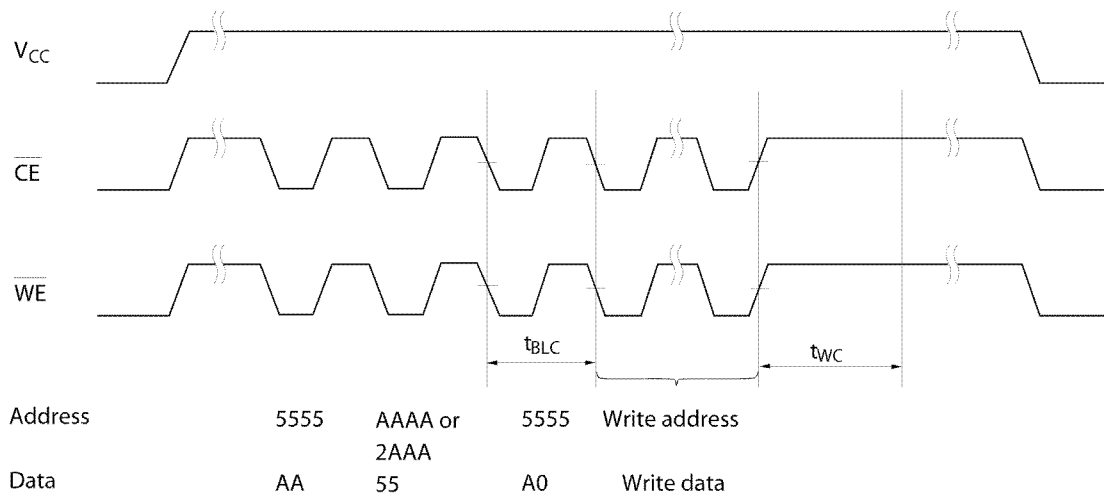 VCC
CE
WE
tBLC
tWC
Address 5555 AAAA or 5555 Write address
2AAA
Data AA 55 A0 Write data